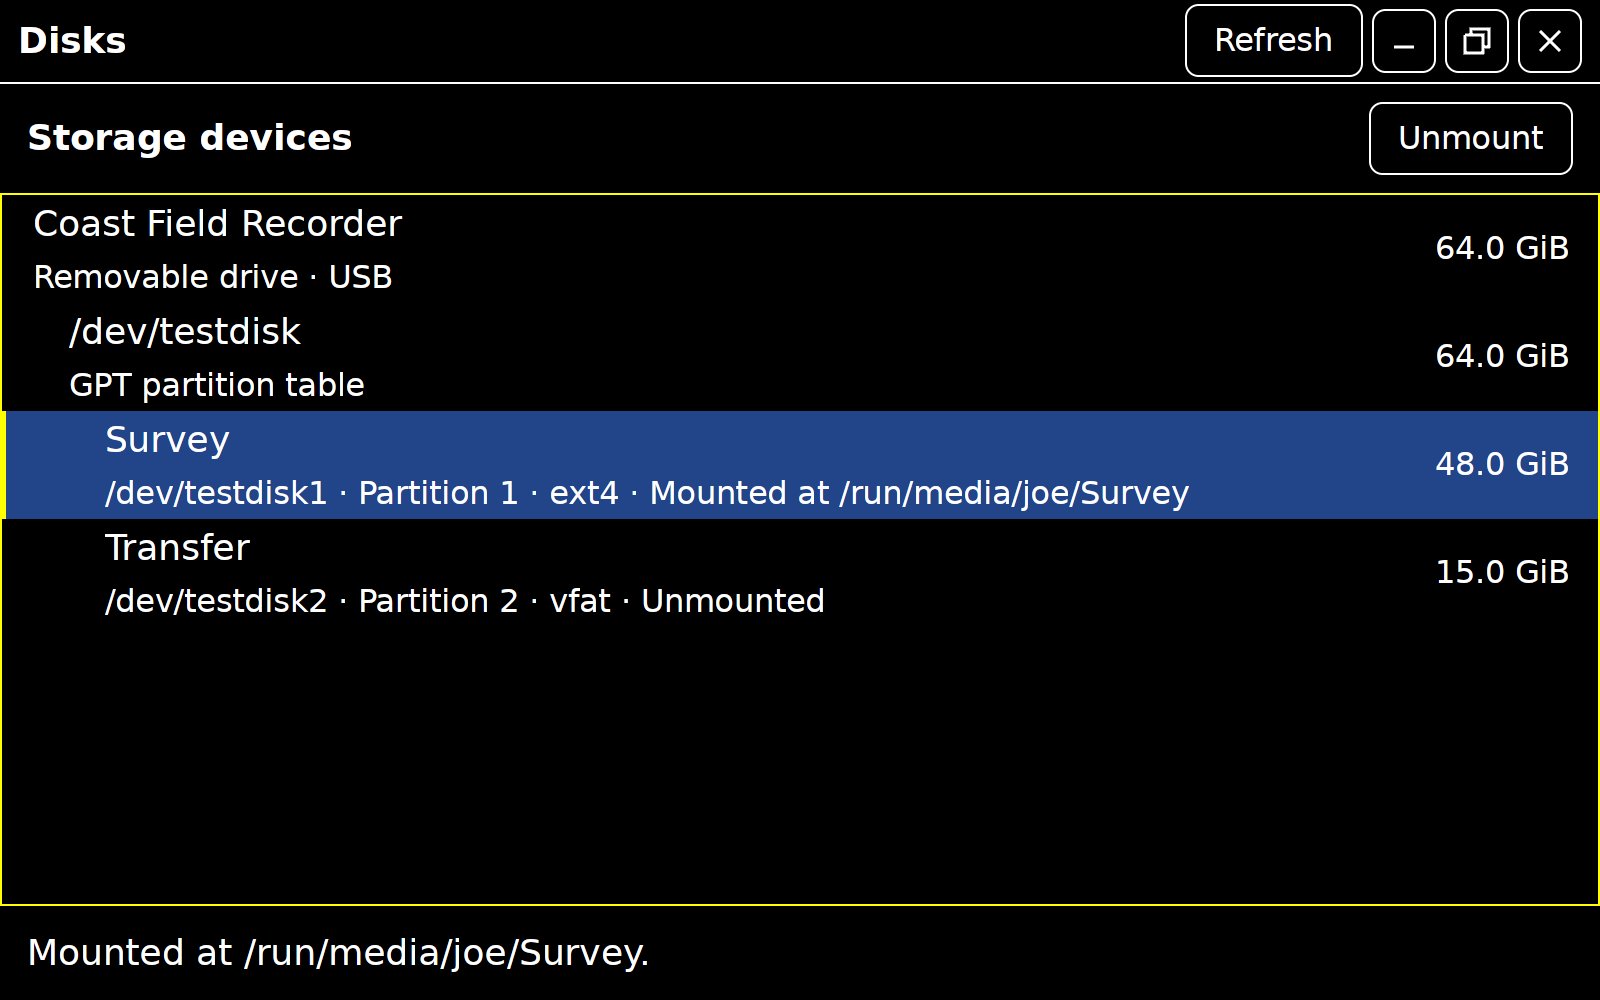 Disks
Refresh
Storage devices
Unmount
Coast Field Recorder
64.0 GiB
Removable drive · USB
/dev/testdisk
64.0 GiB
GPT partition table
Survey
48.0 GiB
/dev/testdisk1 · Partition 1 · ext4 · Mounted at /run/media/joe/Survey
Transfer
15.0 GiB
/dev/testdisk2 · Partition 2 · vfat · Unmounted
Mounted at /run/media/joe/Survey.